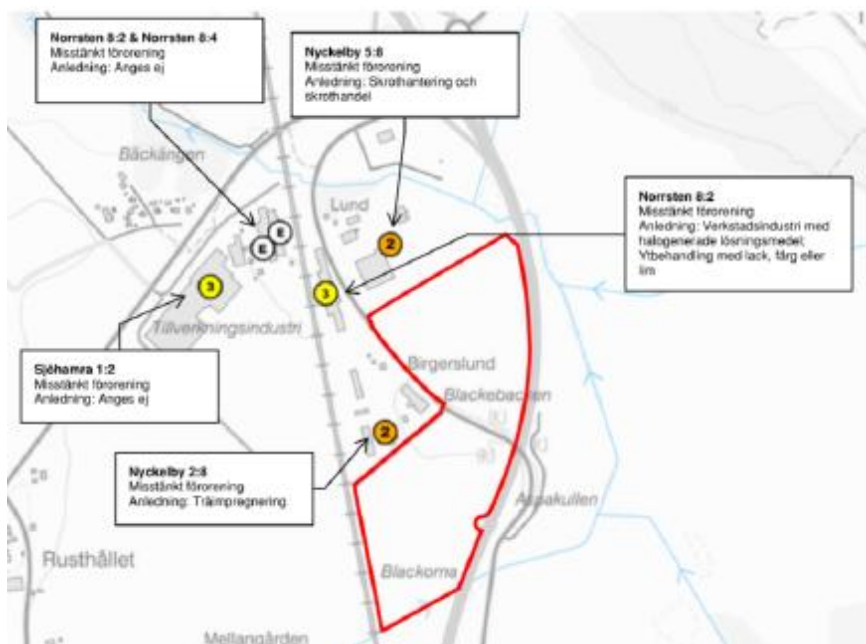 Norrsten 8:2 & Norrsten 8:4
Misstänkt förorening
Anledning: Anges ej
Nyckelby 5:8
Misstänkt förorening
Anledning: Skrothantering och
skrothandel
Bäckängen
Lund
Norrsten 8:2
Misstänkt förorening
Anledning: Verkstadsindustri med
halogenerade lösningsmedel;
Ytbehandling med lack, färg eller
lim
E
E
2
3
3
Tillverkningsindustri
Sjöhamra 1:2
Misstänkt förorening
Anledning: Anges ej
Birgerslund
Blackebacken
2
Nyckelby 2:8
Misstänkt förorening
Anledning: Träimpregnering
Aspakullen
Rusthållet
Blackorna
Mellangården